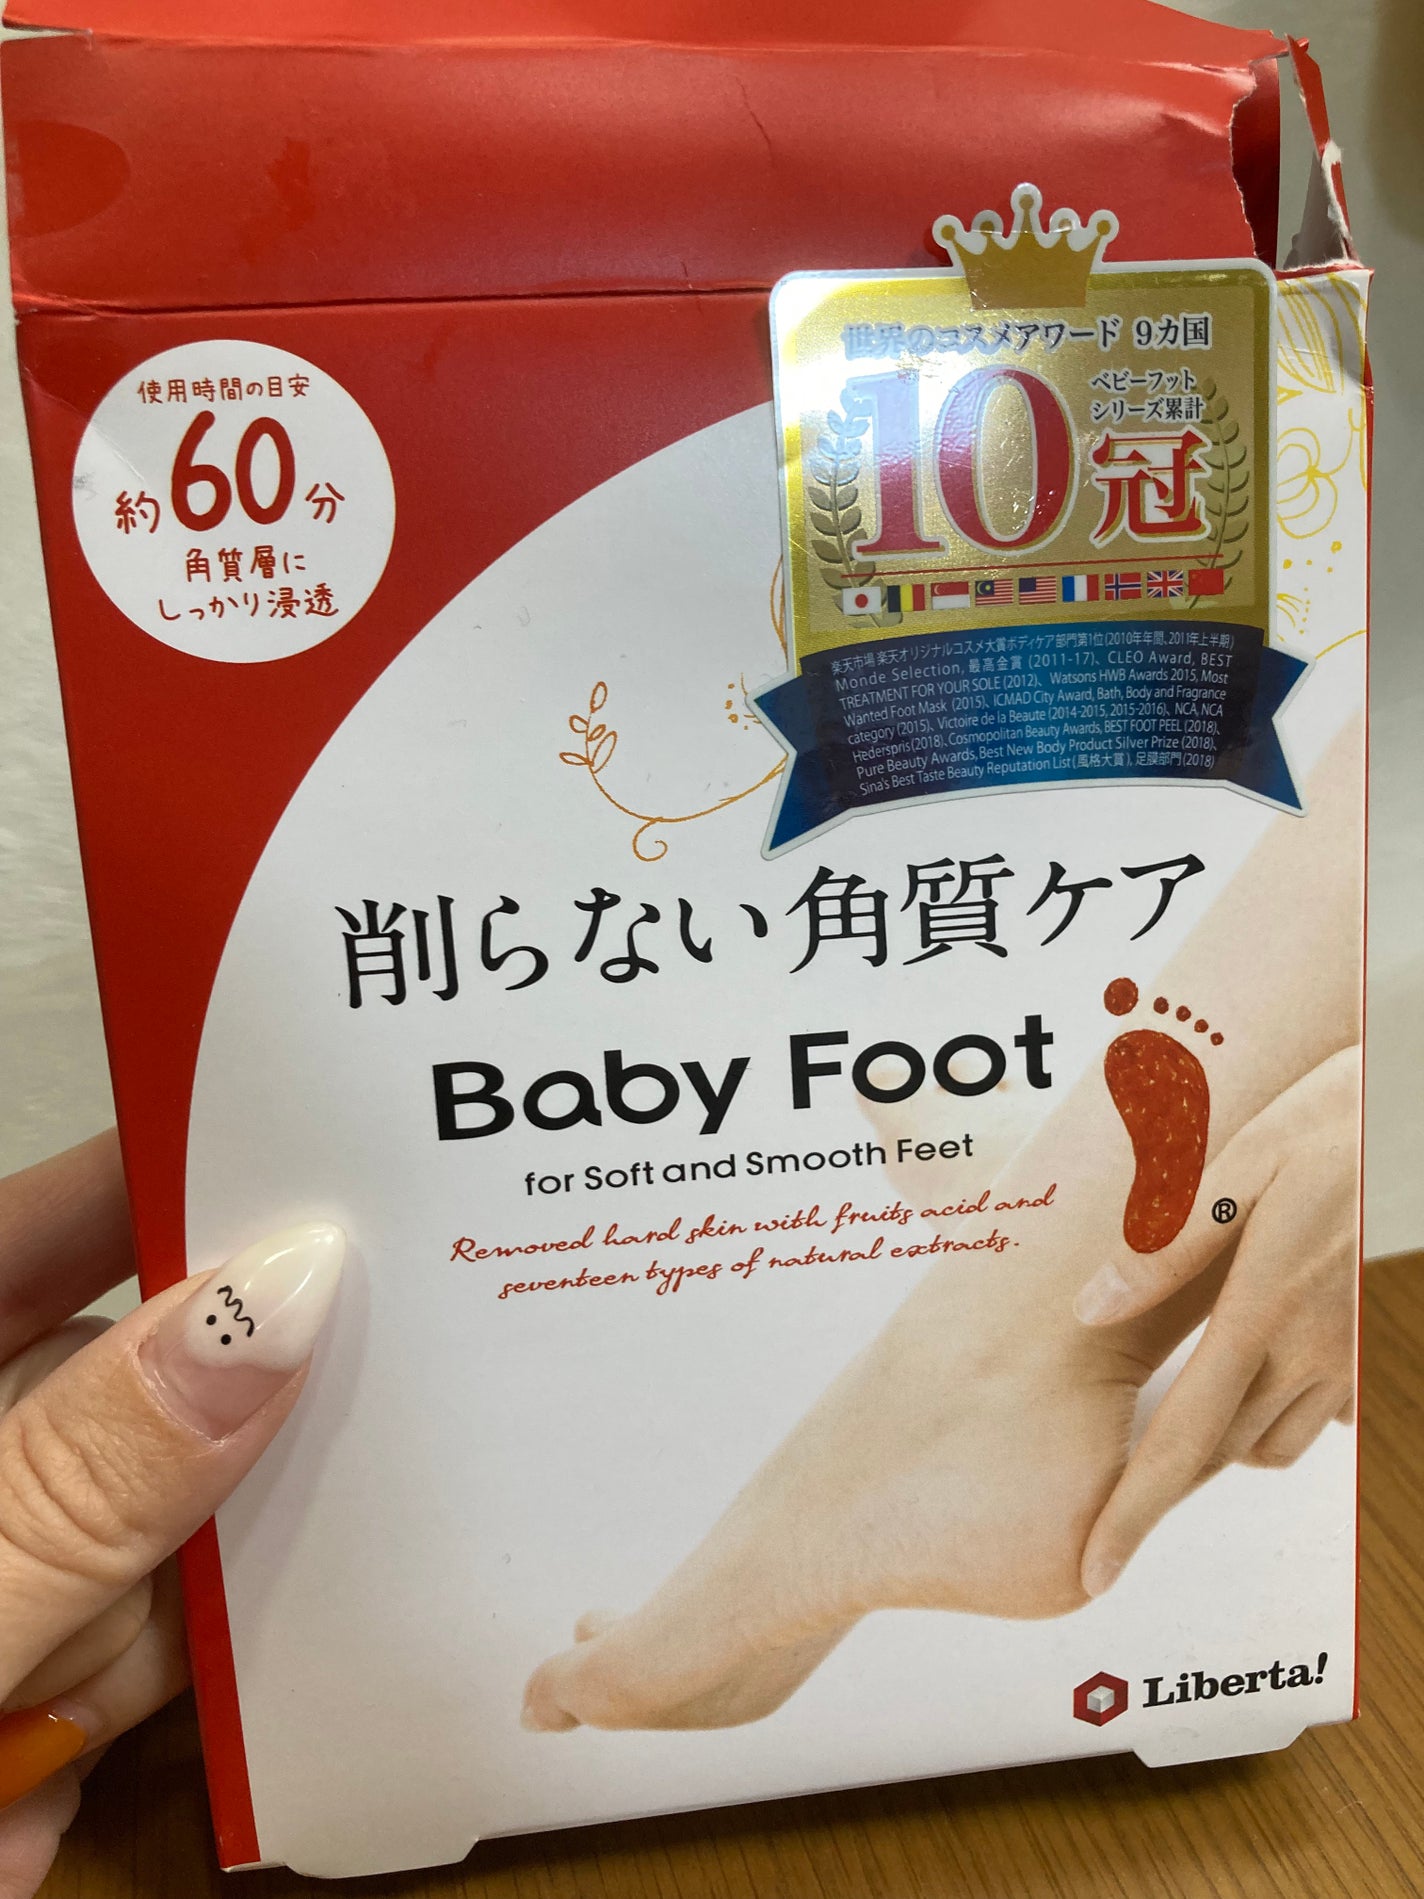 使用時間の目安
約60分
角質層に
しっかり浸透
世界のコスメアワード 9カ国
ベビーフット
シリーズ累計
10冠
楽天市場 楽天オリジナルコスメ大賞ボディケア部門第1位(2010年年間、2011年上半期)
Monde Selection, 最高金賞 (2011-17)、 CLEO Award, BEST
TREATMENT FOR YOUR SOLE (2012)、 Watsons HWB Awards 2015, Most
Wanted Foot Mask (2015)、 ICMAD City Award, Bath, Body and Fragrance
category (2015)、 Victoire de la Beaute (2014-2015, 2015-2016)、 NCA, NCA
Hederspris (2018)、 Cosmopolitan Beauty Awards, BEST FOOT PEEL (2018)、
Pure Beauty Awards, Best New Body Product Silver Prize (2018)、
Sina's Best Taste Beauty Reputation List (風格大賞), 足膜部門 (2018)
削らない角質ケア
Baby Foot
®
for Soft and Smooth Feet
Removed hard skin with fruits acid and
seventeen types of natural extracts.
Liberta!